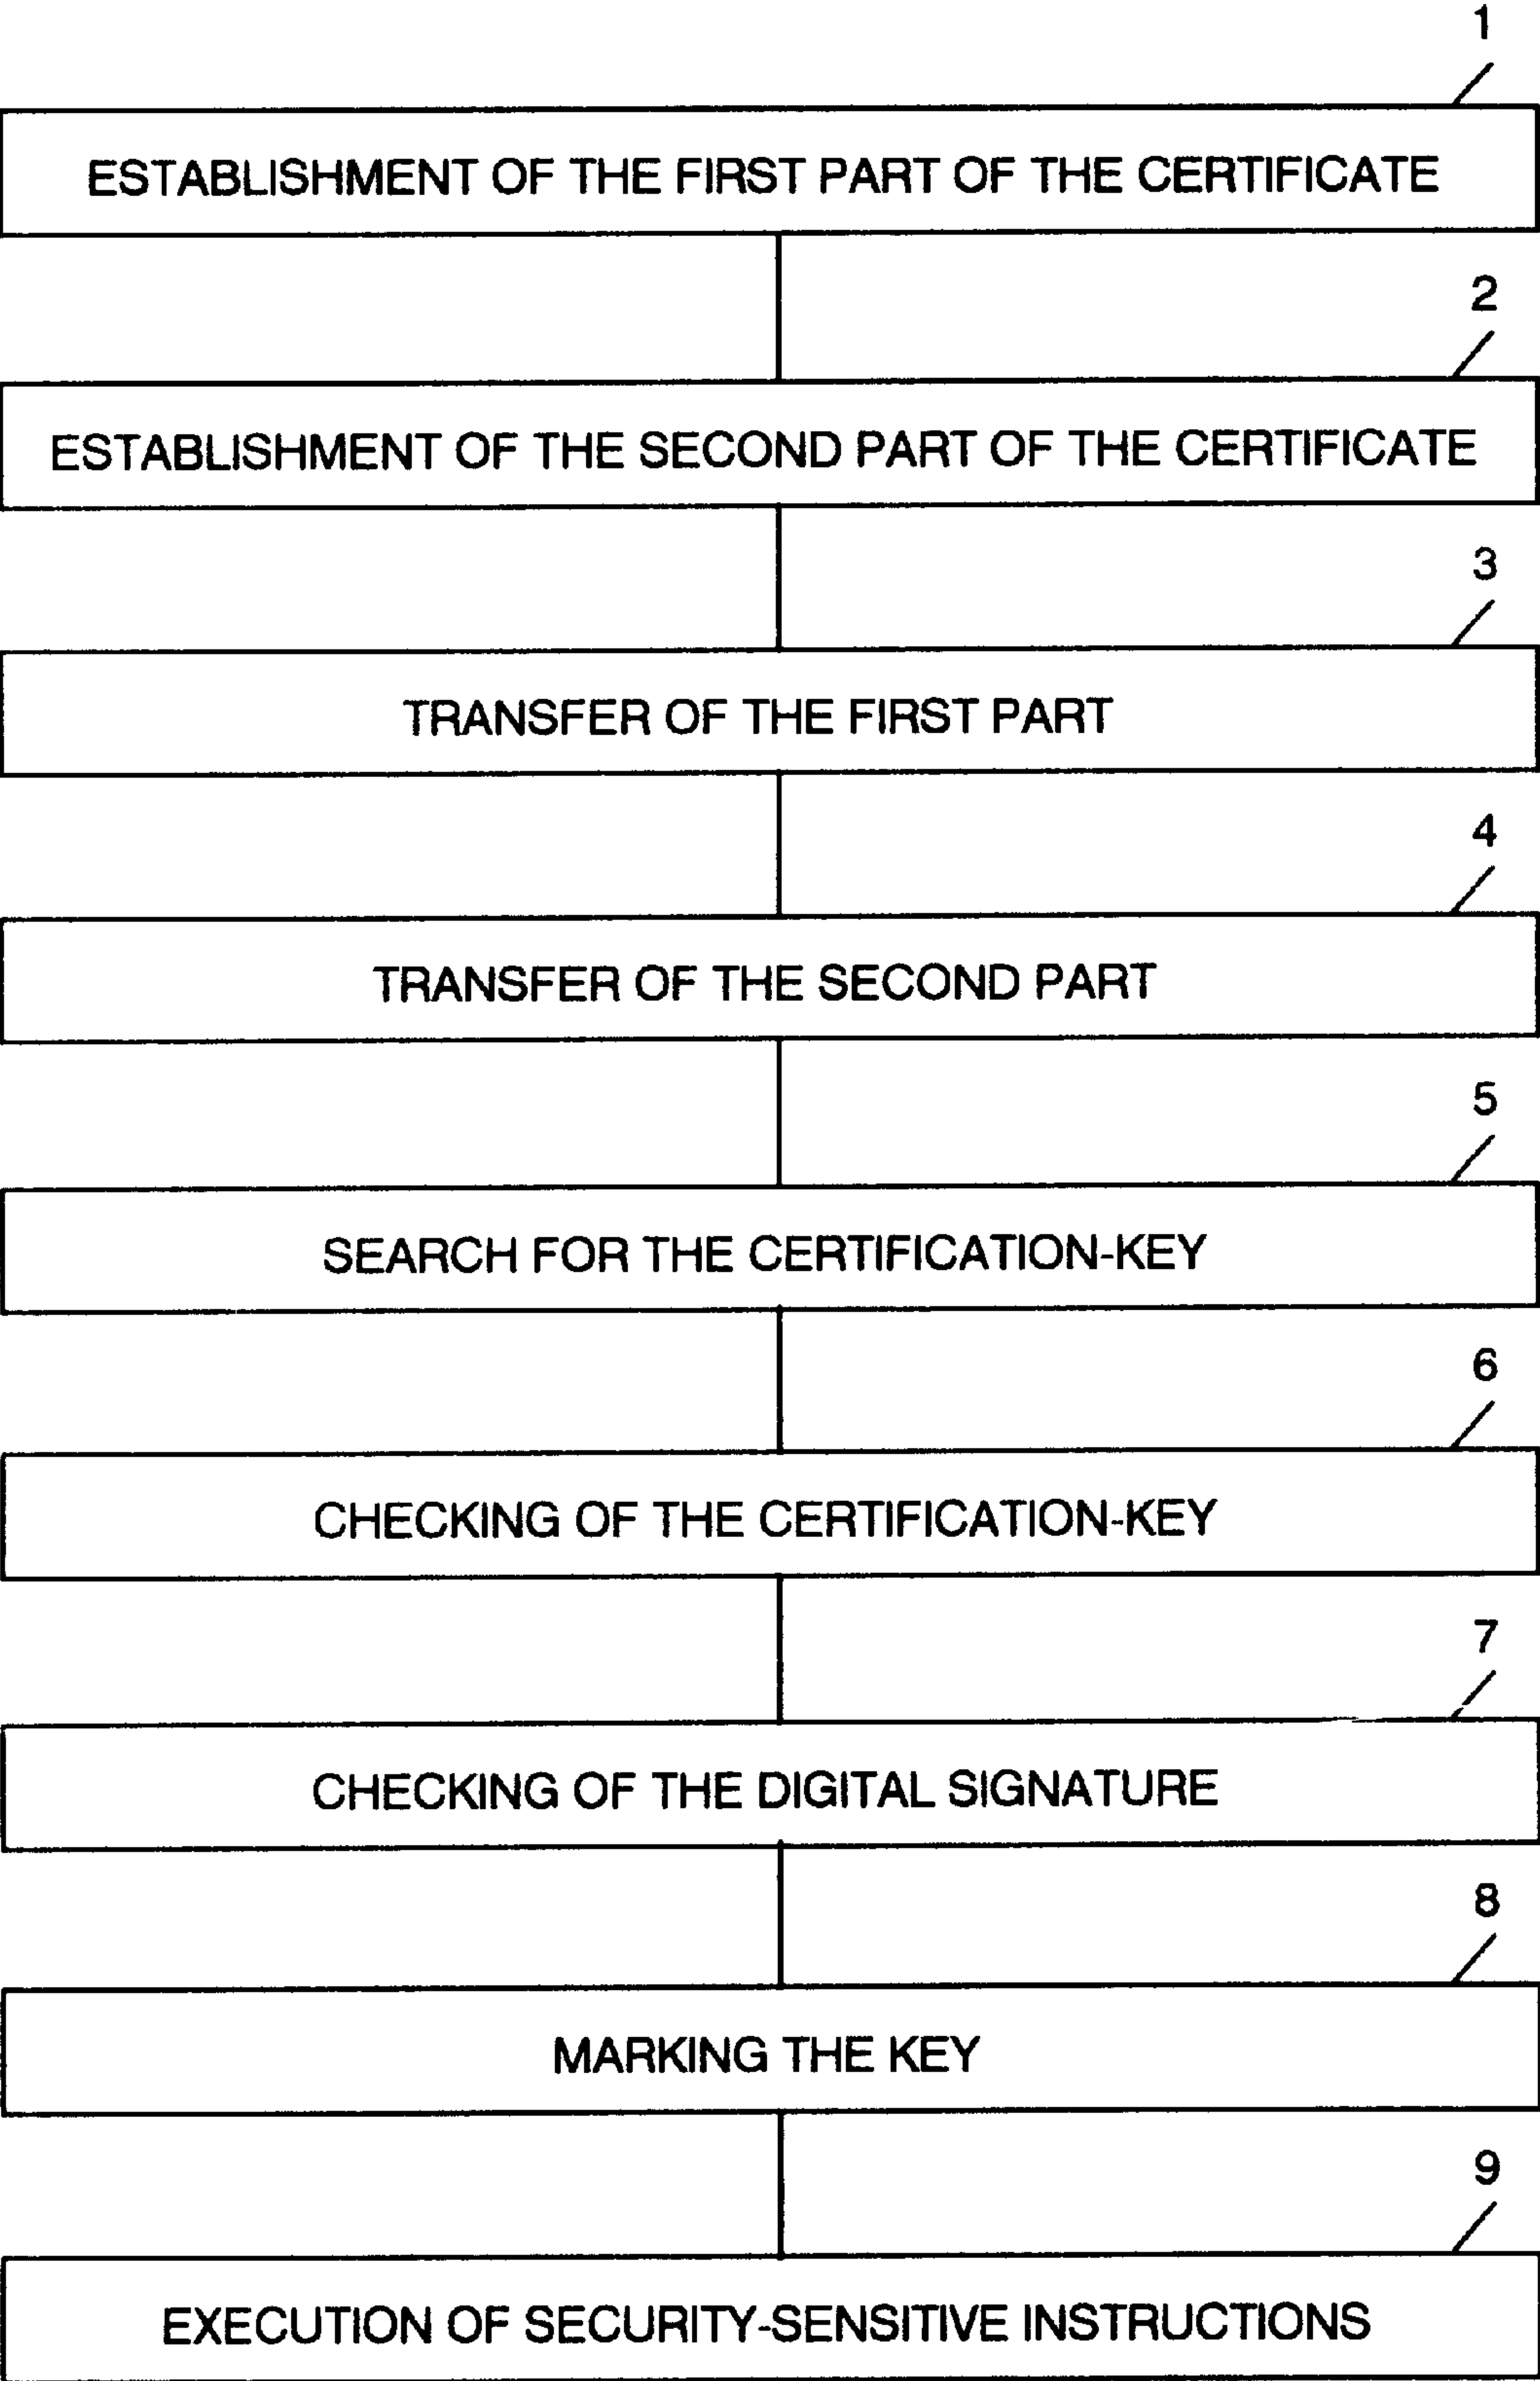 1
ESTABLISHMENT OF THE FIRST PART OF THE CERTIFICATE
2
ESTABLISHMENT OF THE SECOND PART OF THE CERTIFICATE
3
TRANSFER OF THE FIRST PART
4
TRANSFER OF THE SECOND PART
5
SEARCH FOR THE CERTIFICATION-KEY
6
CHECKING OF THE CERTIFICATION-KEY
7
CHECKING OF THE DIGITAL SIGNATURE
8
MARKING THE KEY
9
EXECUTION OF SECURITY-SENSITIVE INSTRUCTIONS